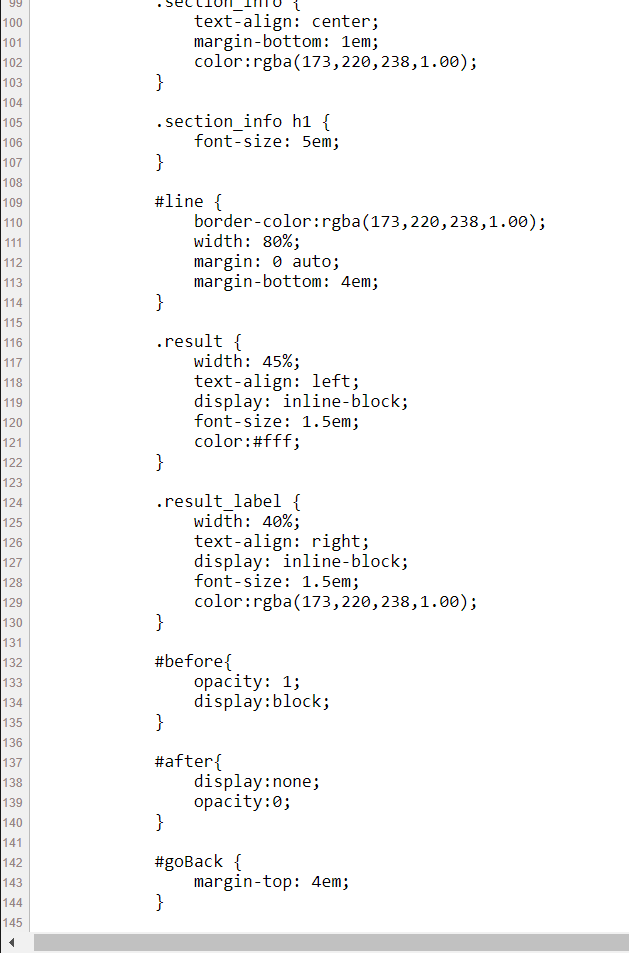 99 .section_info {
100 text-align: center;
101 margin-bottom: 1em;
102 color:rgba(173,220,238,1.00);
103 }
104
105 .section_info h1 {
106 font-size: 5em;
107 }
108
109 #line {
110 border-color:rgba(173,220,238,1.00);
111 width: 80%;
112 margin: 0 auto;
113 margin-bottom: 4em;
114 }
115
116 .result {
117 width: 45%;
118 text-align: left;
119 display: inline-block;
120 font-size: 1.5em;
121 color:#fff;
122 }
123
124 .result_label {
125 width: 40%;
126 text-align: right;
127 display: inline-block;
128 font-size: 1.5em;
129 color:rgba(173,220,238,1.00);
130 }
131
132 #before{
133 opacity: 1;
134 display:block;
135 }
136
137 #after{
138 display:none;
139 opacity:0;
140 }
141
142 #goBack {
143 margin-top: 4em;
144 }
145